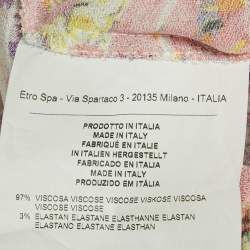 Etro Spa - Via Spartaco 3 - 20135 Milano - ITALIA
PRODOTTO IN ITALIA
MADE IN ITALY
FABRIQUÉ EN ITALIE
IN ITALIEN HERGESTELLT
FABRICADO EN ITALIA
MADE IN ITALY
PRODUZIDO EM ITÁLIA
97% VISCOSA VISCOSE VISCOSE VISKOSE VISCOSA
VISCOSE VISCOSE
3% ELASTAN ELASTANE ELASTHANNE ELASTAN
ELASTANO ELASTANE ELASTHAN